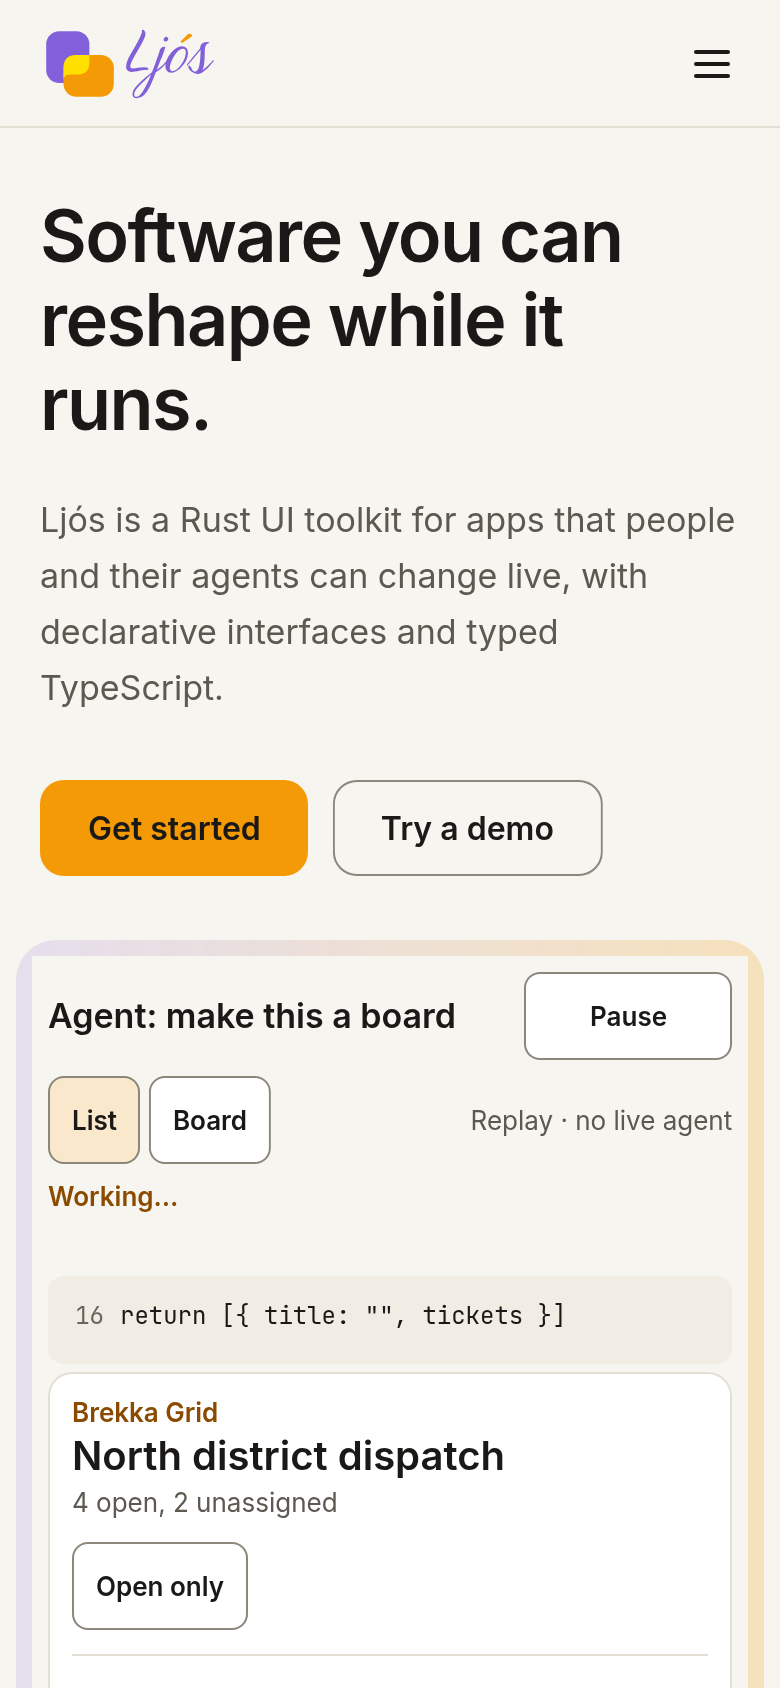 Ljós
Software you can
reshape while it
runs.
Ljós is a Rust UI toolkit for apps that people
and their agents can change live, with
declarative interfaces and typed
TypeScript.
Get started
Try a demo
Agent: make this a board
Pause
List
Board
Replay · no live agent
Working...
16 return [{ title: "", tickets }]
Brekka Grid
North district dispatch
4 open, 2 unassigned
Open only